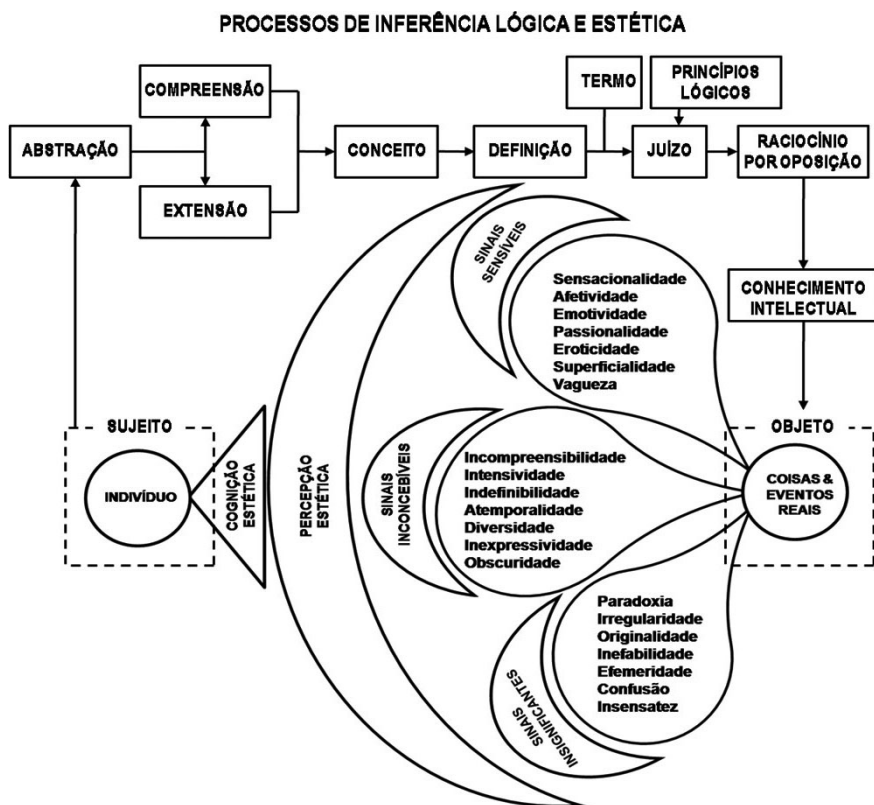 PROCESSOS DE INFERÊNCIA LÓGICA E ESTÉTICA
ABSTRAÇÃO
COMPREENSÃO
EXTENSÃO
CONCEITO
DEFINIÇÃO
TERMO
PRINCÍPIOS
LÓGICOS
JUÍZO
RACIOCÍNIO
POR OPOSIÇÃO
CONHECIMENTO
INTELECTUAL
SUJEITO
INDIVÍDUO
COGNIÇÃO
ESTÉTICA
PERCEPÇÃO
ESTÉTICA
SINAIS
SENSÍVEIS
Sensacionalidade
Afetividade
Emotividade
Passionalidade
Eroticidade
Superficialidade
Vagueza
SINAIS
INCONCEBÍVEIS
Incompreensibilidade
Intensividade
Indefinibilidade
Atemporalidade
Diversidade
Inexpressividade
Obscuridade
SINAIS
INSIGNIFICANTES
Paradoxia
Irregularidade
Originalidade
Inefabilidade
Efemeridade
Confusão
Insensatez
OBJETO
COISAS &
EVENTOS
REAIS